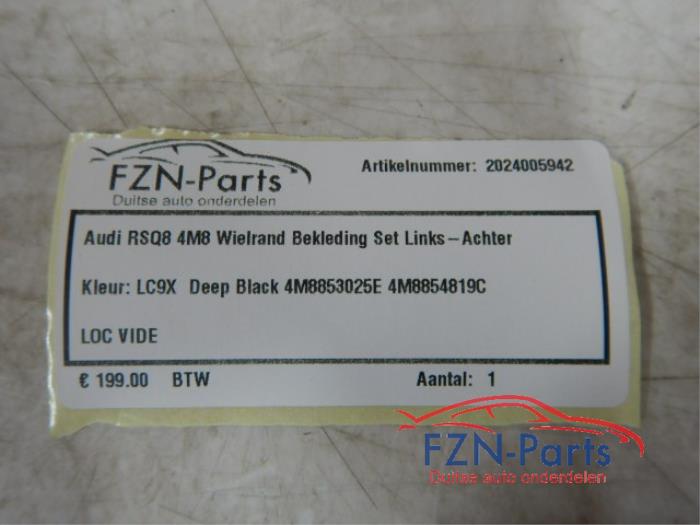 Artikelnummer: 2024005942
FZN-Parts
Duitse auto onderdelen
Audi RSQ8 4M8 Wielrand Bekleding Set Links-Achter
Kleur: LC9X Deep Black 4M8853025E 4M8854819C
LOC VIDE
€ 199.00 BTW Aantal: 1
FZN-Parts
Duitse auto onderdelen